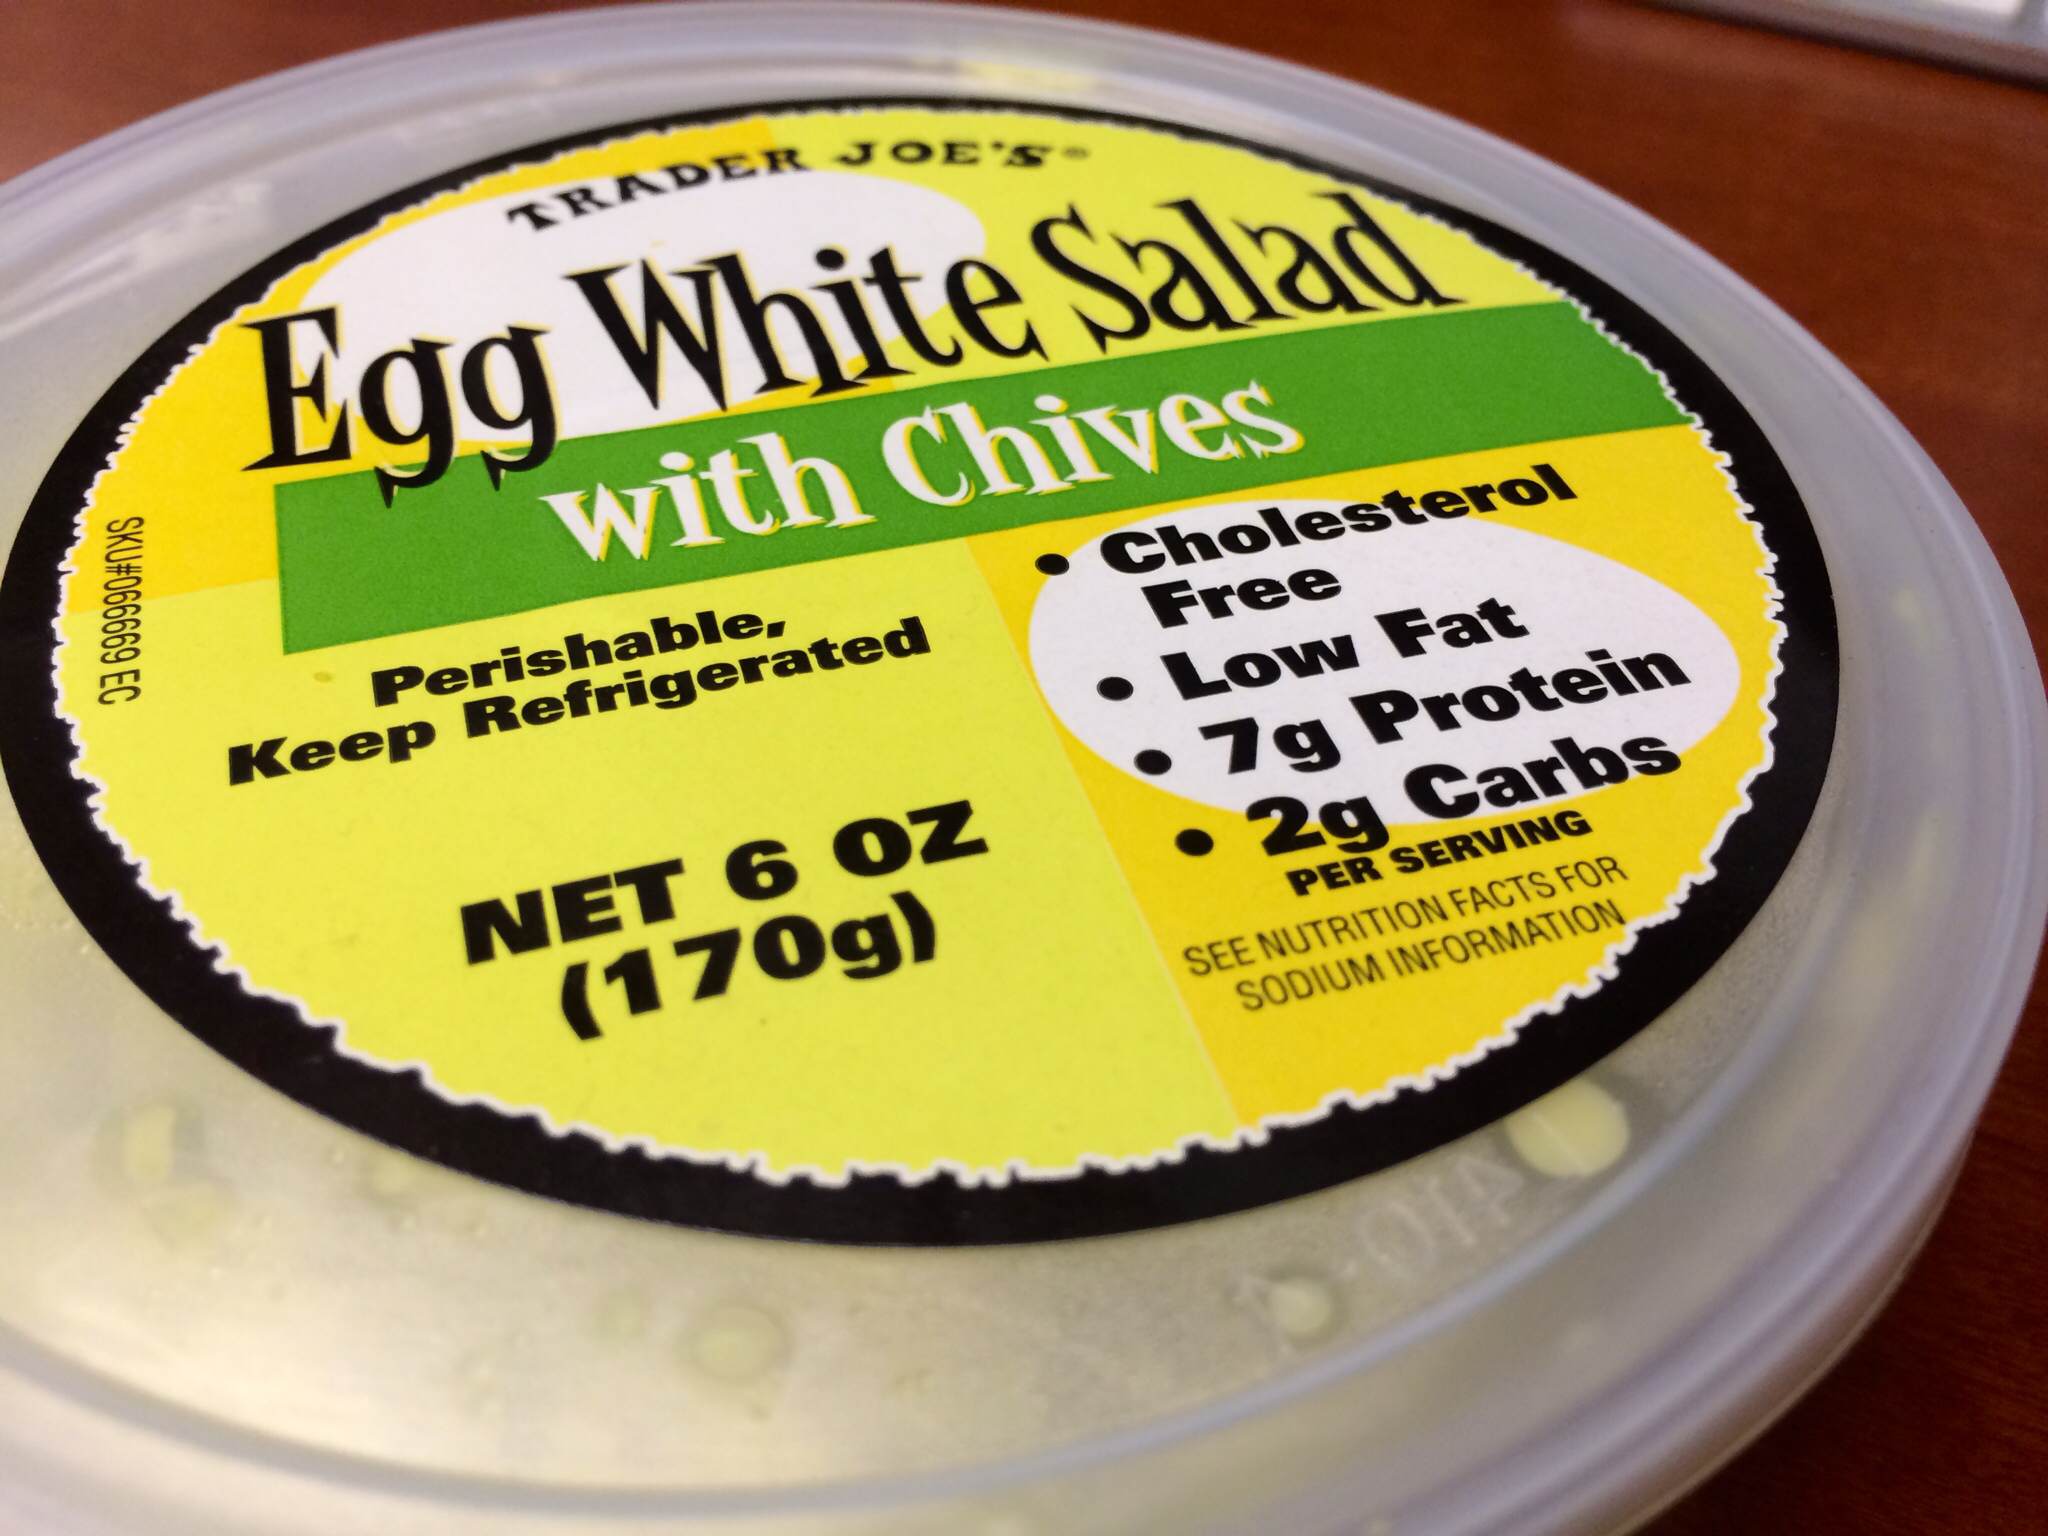 TRADER JOE'S®
Egg White Salad
with Chives
SKU#066669 EC
Perishable,
Keep Refrigerated
NET 6 OZ
(170g)
• Cholesterol
Free
• Low Fat
• 7g Protein
• 2g Carbs
PER SERVING
SEE NUTRITION FACTS FOR
SODIUM INFORMATION